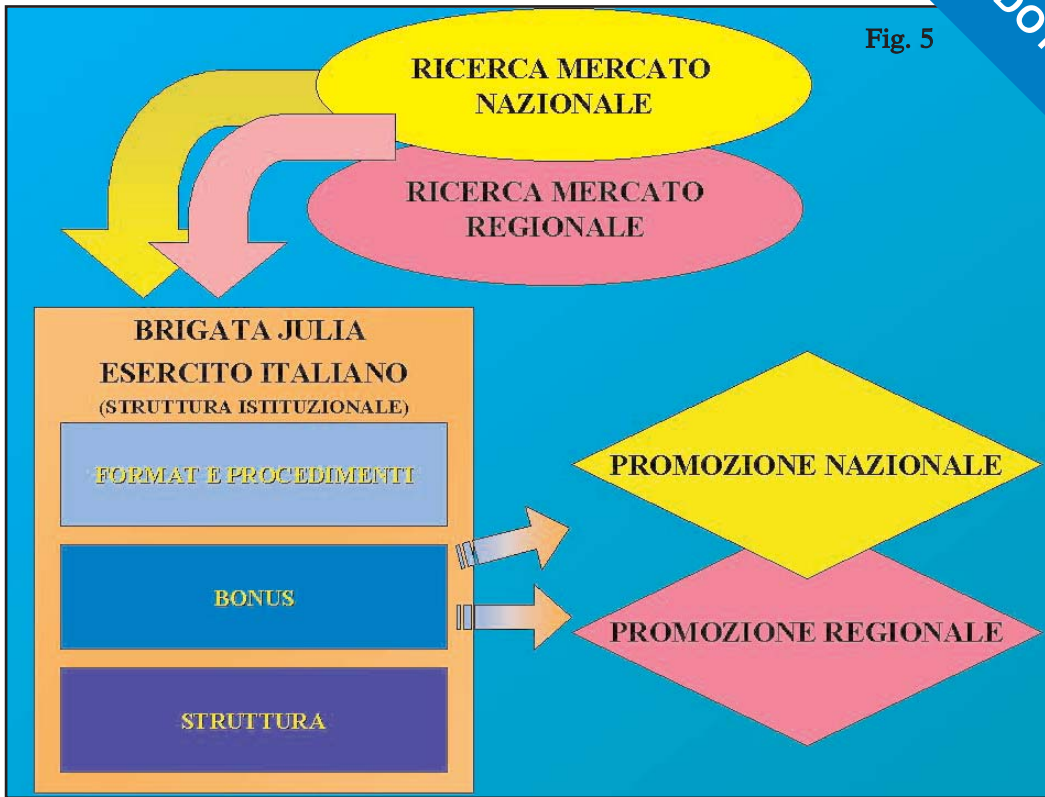 Fig. 5
RICERCA MERCATO
NAZIONALE
RICERCA MERCATO
REGIONALE
BRIGATA JULIA
ESERCITO ITALIANO
(STRUTTURA ISTITUZIONALE)
FORMAT E PROCEDIMENTI
BONUS
STRUTTURA
PROMOZIONE NAZIONALE
PROMOZIONE REGIONALE